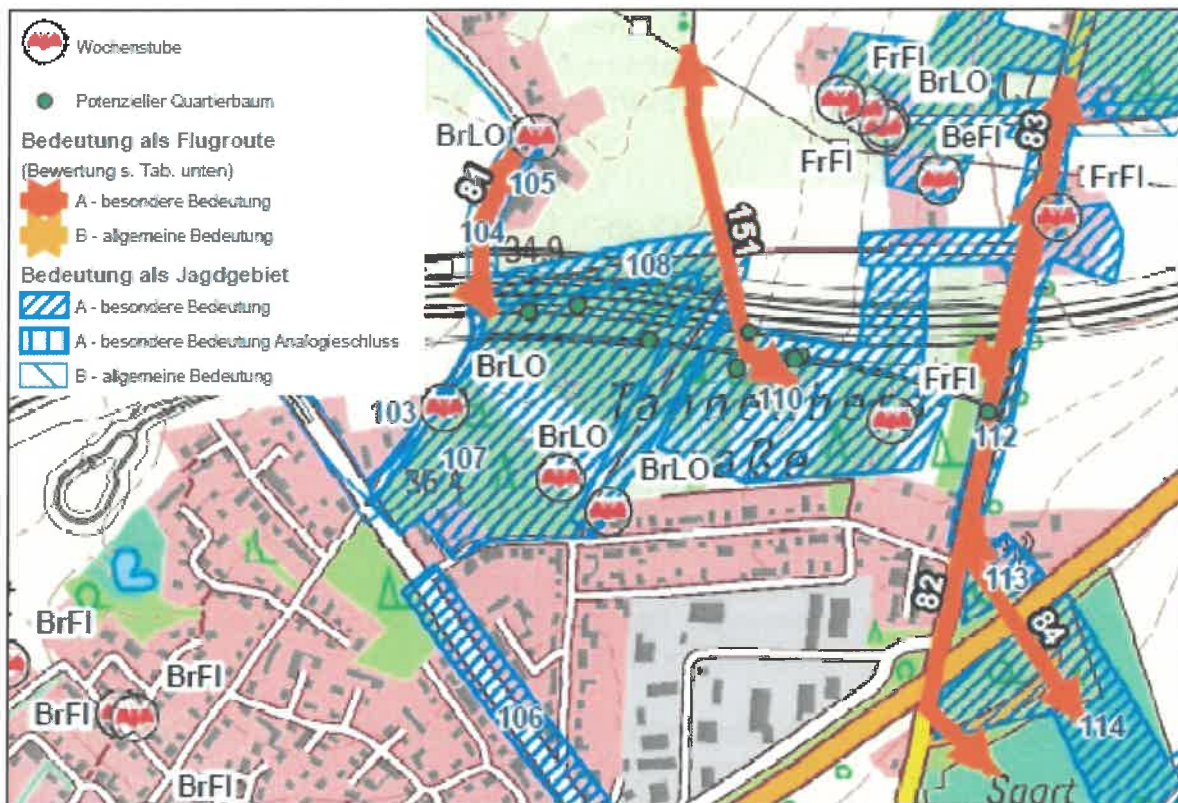 Wochenstube
Potenzieller Quartierbaum
Bedeutung als Flugroute
(Bewertung s. Tab. unten)
A - besondere Bedeutung
B - allgemeine Bedeutung
Bedeutung als Jagdgebiet
A - besondere Bedeutung
A - besondere Bedeutung Analogieschluss
B - allgemeine Bedeutung
FrFl
BrLO
BrLO
83
BeFl
FrFl
FrFl
81
105
104
151
34.9
108
BrLO
FrFl
103
110
112
BrLO
107
BrLO
113
82
84
BrFl
BrFl
BrFl
106
114
BrFl